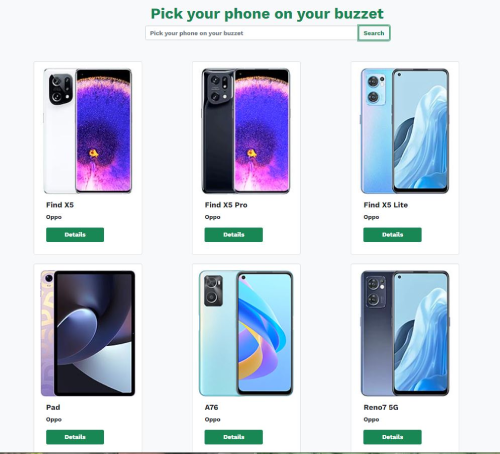 Pick your phone on your buzzet
Pick your phone on your buzzet
Search
Find X5
Oppo
Details
Find X5 Pro
Oppo
Details
Find X5 Lite
Oppo
Details
Pad
Oppo
Details
A76
Oppo
Details
Reno7 5G
Oppo
Details